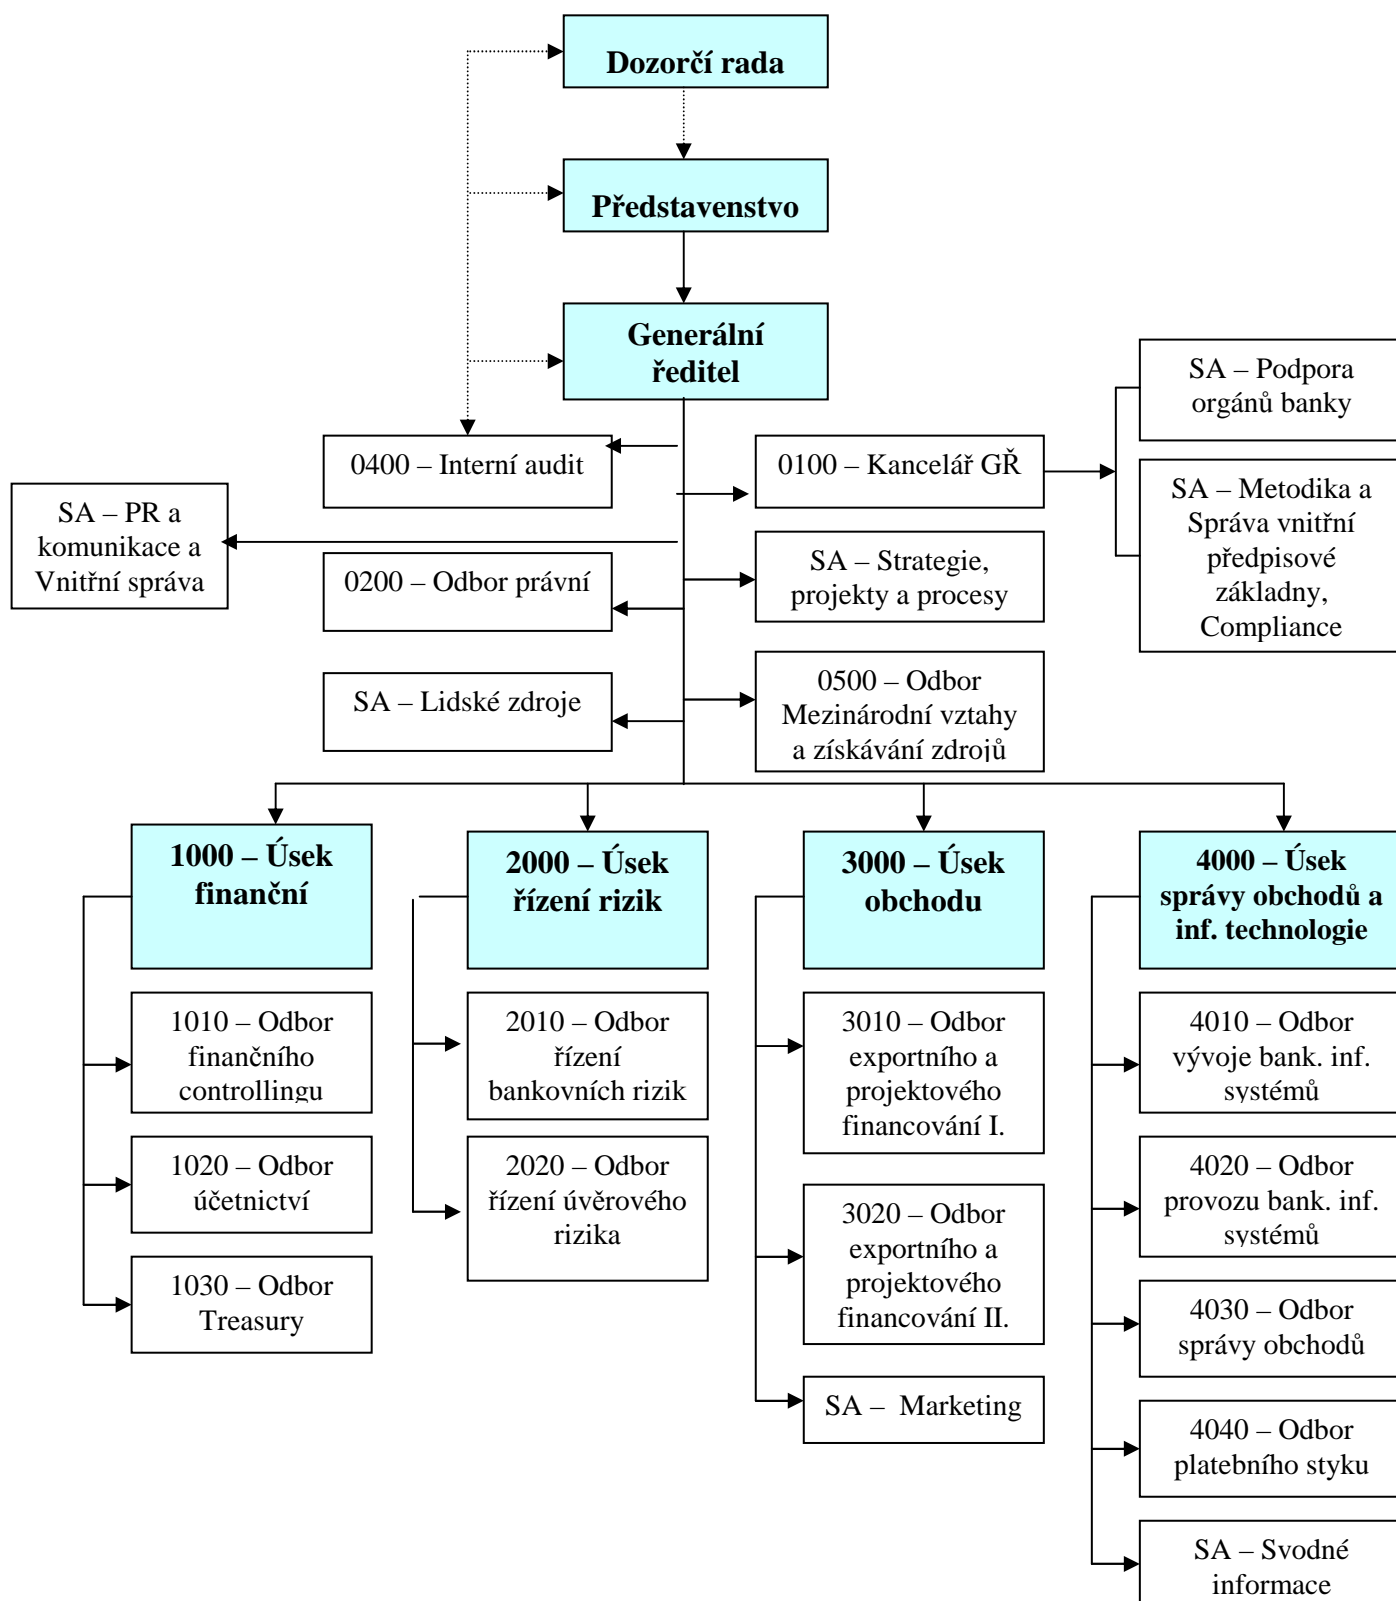 Dozorčí rada
Představenstvo
Generální
ředitel
SA – Podpora
orgánů banky
0400 – Interní audit
0100 – Kancelář GŘ
SA – Metodika a
Správa vnitřní
předpisové
základny,
Compliance
SA – PR a
komunikace a
Vnitřní správa
0200 – Odbor právní
SA – Strategie,
projekty a procesy
SA – Lidské zdroje
0500 – Odbor
Mezinárodní vztahy
a získávání zdrojů
1000 – Úsek
finanční
2000 – Úsek
řízení rizik
3000 – Úsek
obchodu
4000 – Úsek
správy obchodů a
inf. technologie
1010 – Odbor
finančního
controllingu
2010 – Odbor
řízení
bankovních rizik
3010 – Odbor
exportního a
projektového
financování I.
4010 – Odbor
vývoje bank. inf.
systémů
1020 – Odbor
účetnictví
2020 – Odbor
řízení úvěrového
rizika
3020 – Odbor
exportního a
projektového
financování II.
4020 – Odbor
provozu bank. inf.
systémů
1030 – Odbor
Treasury
4030 – Odbor
správy obchodů
SA – Marketing
4040 – Odbor
platebního styku
SA – Svodné
informace